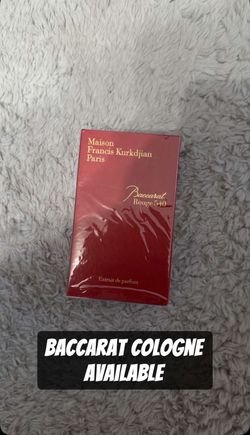 Maison
Francis Kurkdjian
Paris
Baccarat
Rouge 540
Extrait de parfum
BACCARAT COLOGNE
AVAILABLE